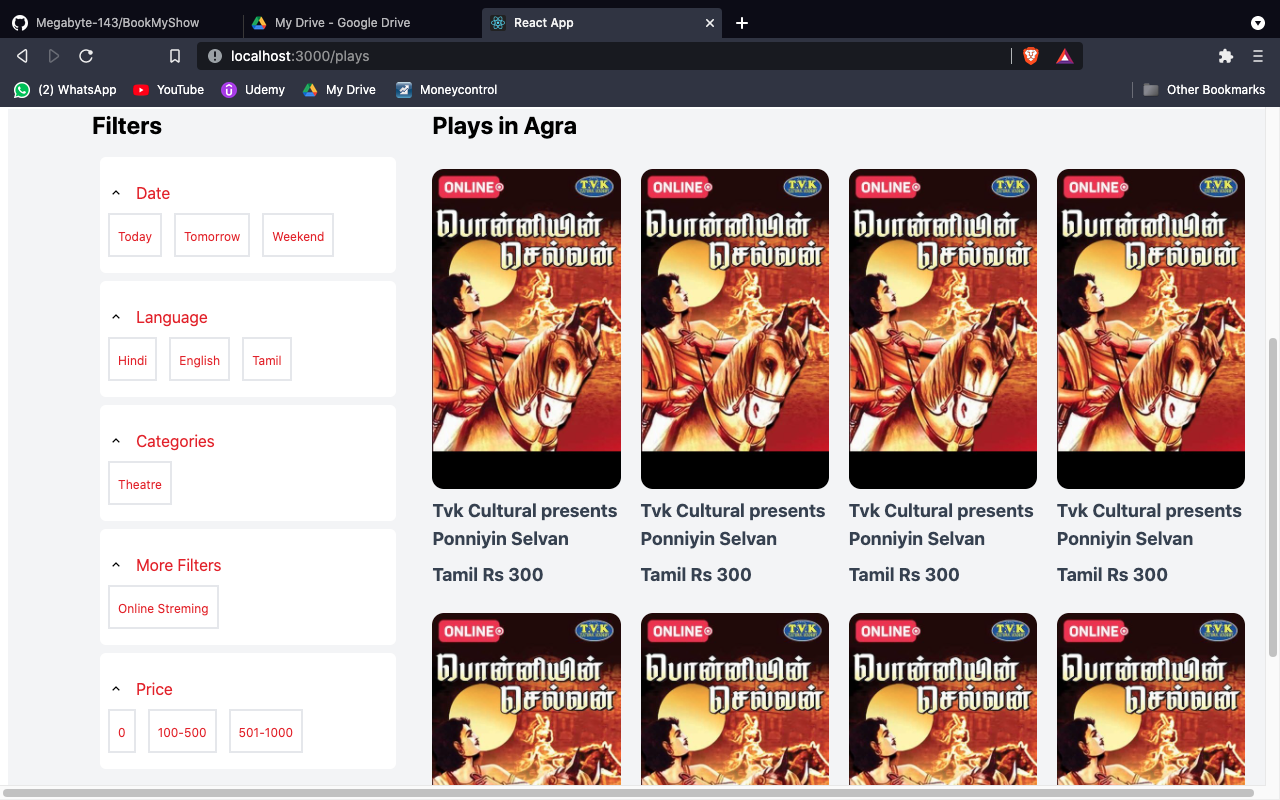 Megabyte-143/BookMyShow
My Drive - Google Drive
React App
localhost:3000/plays
(2) WhatsApp
YouTube
Udemy
My Drive
Moneycontrol
Other Bookmarks
Filters
Date
Today
Tomorrow
Weekend
Language
Hindi
English
Tamil
Categories
Theatre
More Filters
Online Streming
Price
0
100-500
501-1000
Plays in Agra
ONLINE
T.V.K
பொன்னியின்
செல்வன்
Tvk Cultural presents
Ponniyin Selvan
Tamil Rs 300
ONLINE
T.V.K
பொன்னியின்
செல்வன்
Tvk Cultural presents
Ponniyin Selvan
Tamil Rs 300
ONLINE
T.V.K
பொன்னியின்
செல்வன்
Tvk Cultural presents
Ponniyin Selvan
Tamil Rs 300
ONLINE
T.V.K
பொன்னியின்
செல்வன்
Tvk Cultural presents
Ponniyin Selvan
Tamil Rs 300
ONLINE
T.V.K
பொன்னியின்
செல்வன்
ONLINE
T.V.K
பொன்னியின்
செல்வன்
ONLINE
T.V.K
பொன்னியின்
செல்வன்
ONLINE
T.V.K
பொன்னியின்
செல்வன்